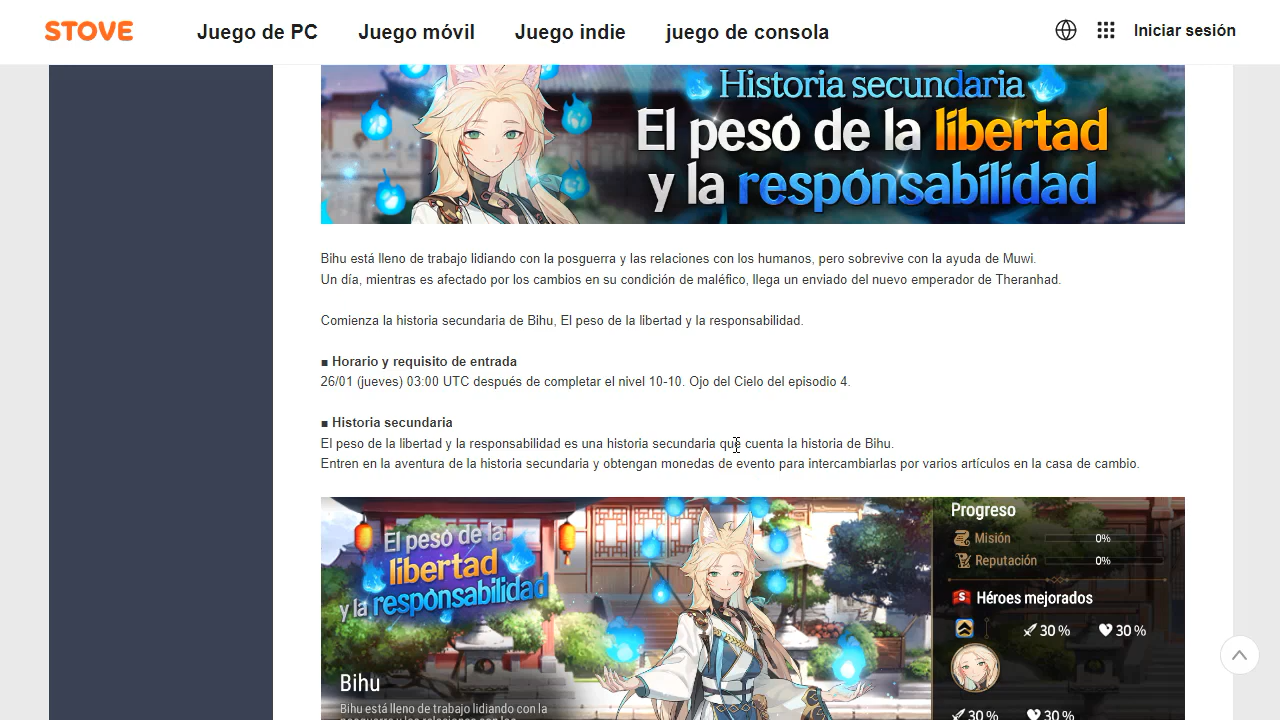 STOVE
Juego de PC
Juego móvil
Juego indie
juego de consola
Iniciar sesión
Historia secundaria
El peso de la libertad
y la responsabilidad
Bihu está lleno de trabajo lidiando con la posguerra y las relaciones con los humanos, pero sobrevive con la ayuda de Muwi.
Un día, mientras es afectado por los cambios en su condición de maléfico, llega un enviado del nuevo emperador de Theranhad.
Comienza la historia secundaria de Bihu, El peso de la libertad y la responsabilidad.
■ Horario y requisito de entrada
26/01 (jueves) 03:00 UTC después de completar el nivel 10-10. Ojo del Cielo del episodio 4.
■ Historia secundaria
El peso de la libertad y la responsabilidad es una historia secundaria que cuenta la historia de Bihu.
Entren en la aventura de la historia secundaria y obtengan monedas de evento para intercambiarlas por varios artículos en la casa de cambio.
El peso de la
libertad
y la responsabilidad
Bihu
Bihu está lleno de trabajo lidiando con la
Progreso
Misión 0%
Reputación 0%
S Héroes mejorados
30 % 30 %
30 % 30 %